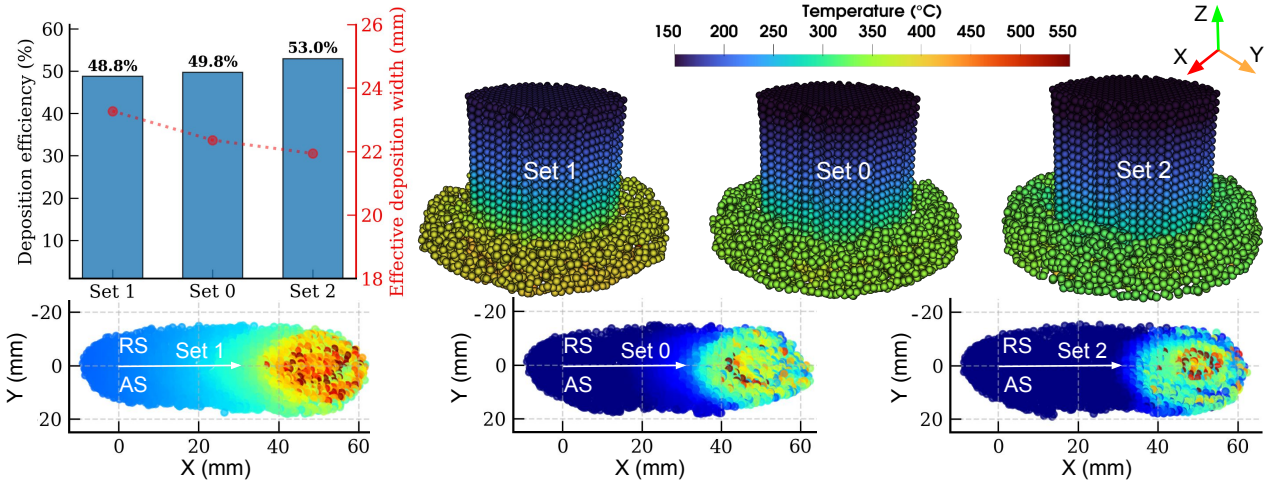 60
50
40
30
20
10
Deposition efficiency (%)
48.8%
49.8%
53.0%
26
24
22
20
18
Effective deposition width (mm)
Set 1
Set 0
Set 2
Temperature (°C)
150
200
250
300
350
400
450
500
550
Z
X
Y
Set 1
Set 0
Set 2
-20
0
20
Y (mm)
RS
AS
Set 1
0
20
40
60
X (mm)
-20
0
20
Y (mm)
RS
AS
Set 0
0
20
40
60
X (mm)
-20
0
20
Y (mm)
RS
AS
Set 2
0
20
40
60
X (mm)